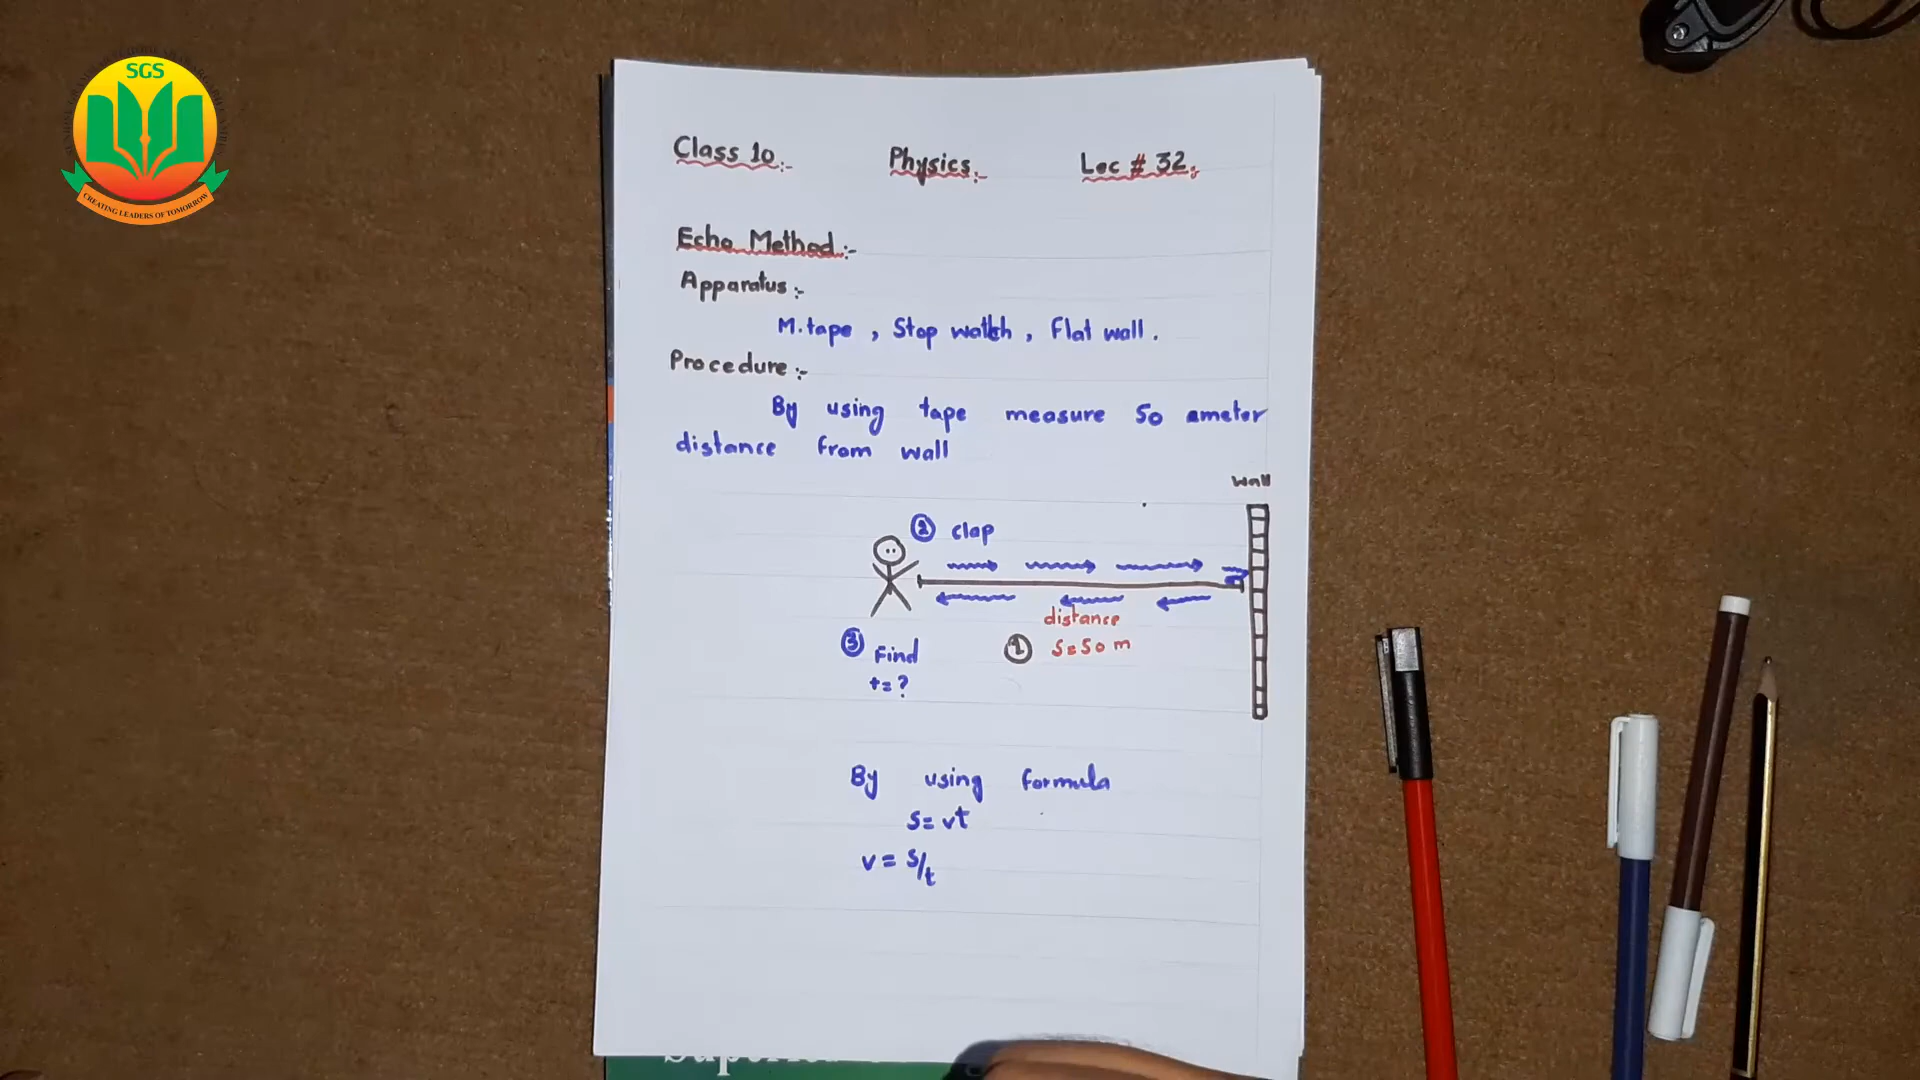 SGS
CREATING LEADERS OF TOMORROW
Class 10:- Physics:- Lec # 32:
Echo Method:-
Apparatus:-
M.tape, Stop watch, Flat wall.
Procedure:-
By using tape measure 50 ameter
distance from wall
wall
2 clap
distance
1 S=50 m
3 Find
t=?
By using formula
S=vt
v=S/t